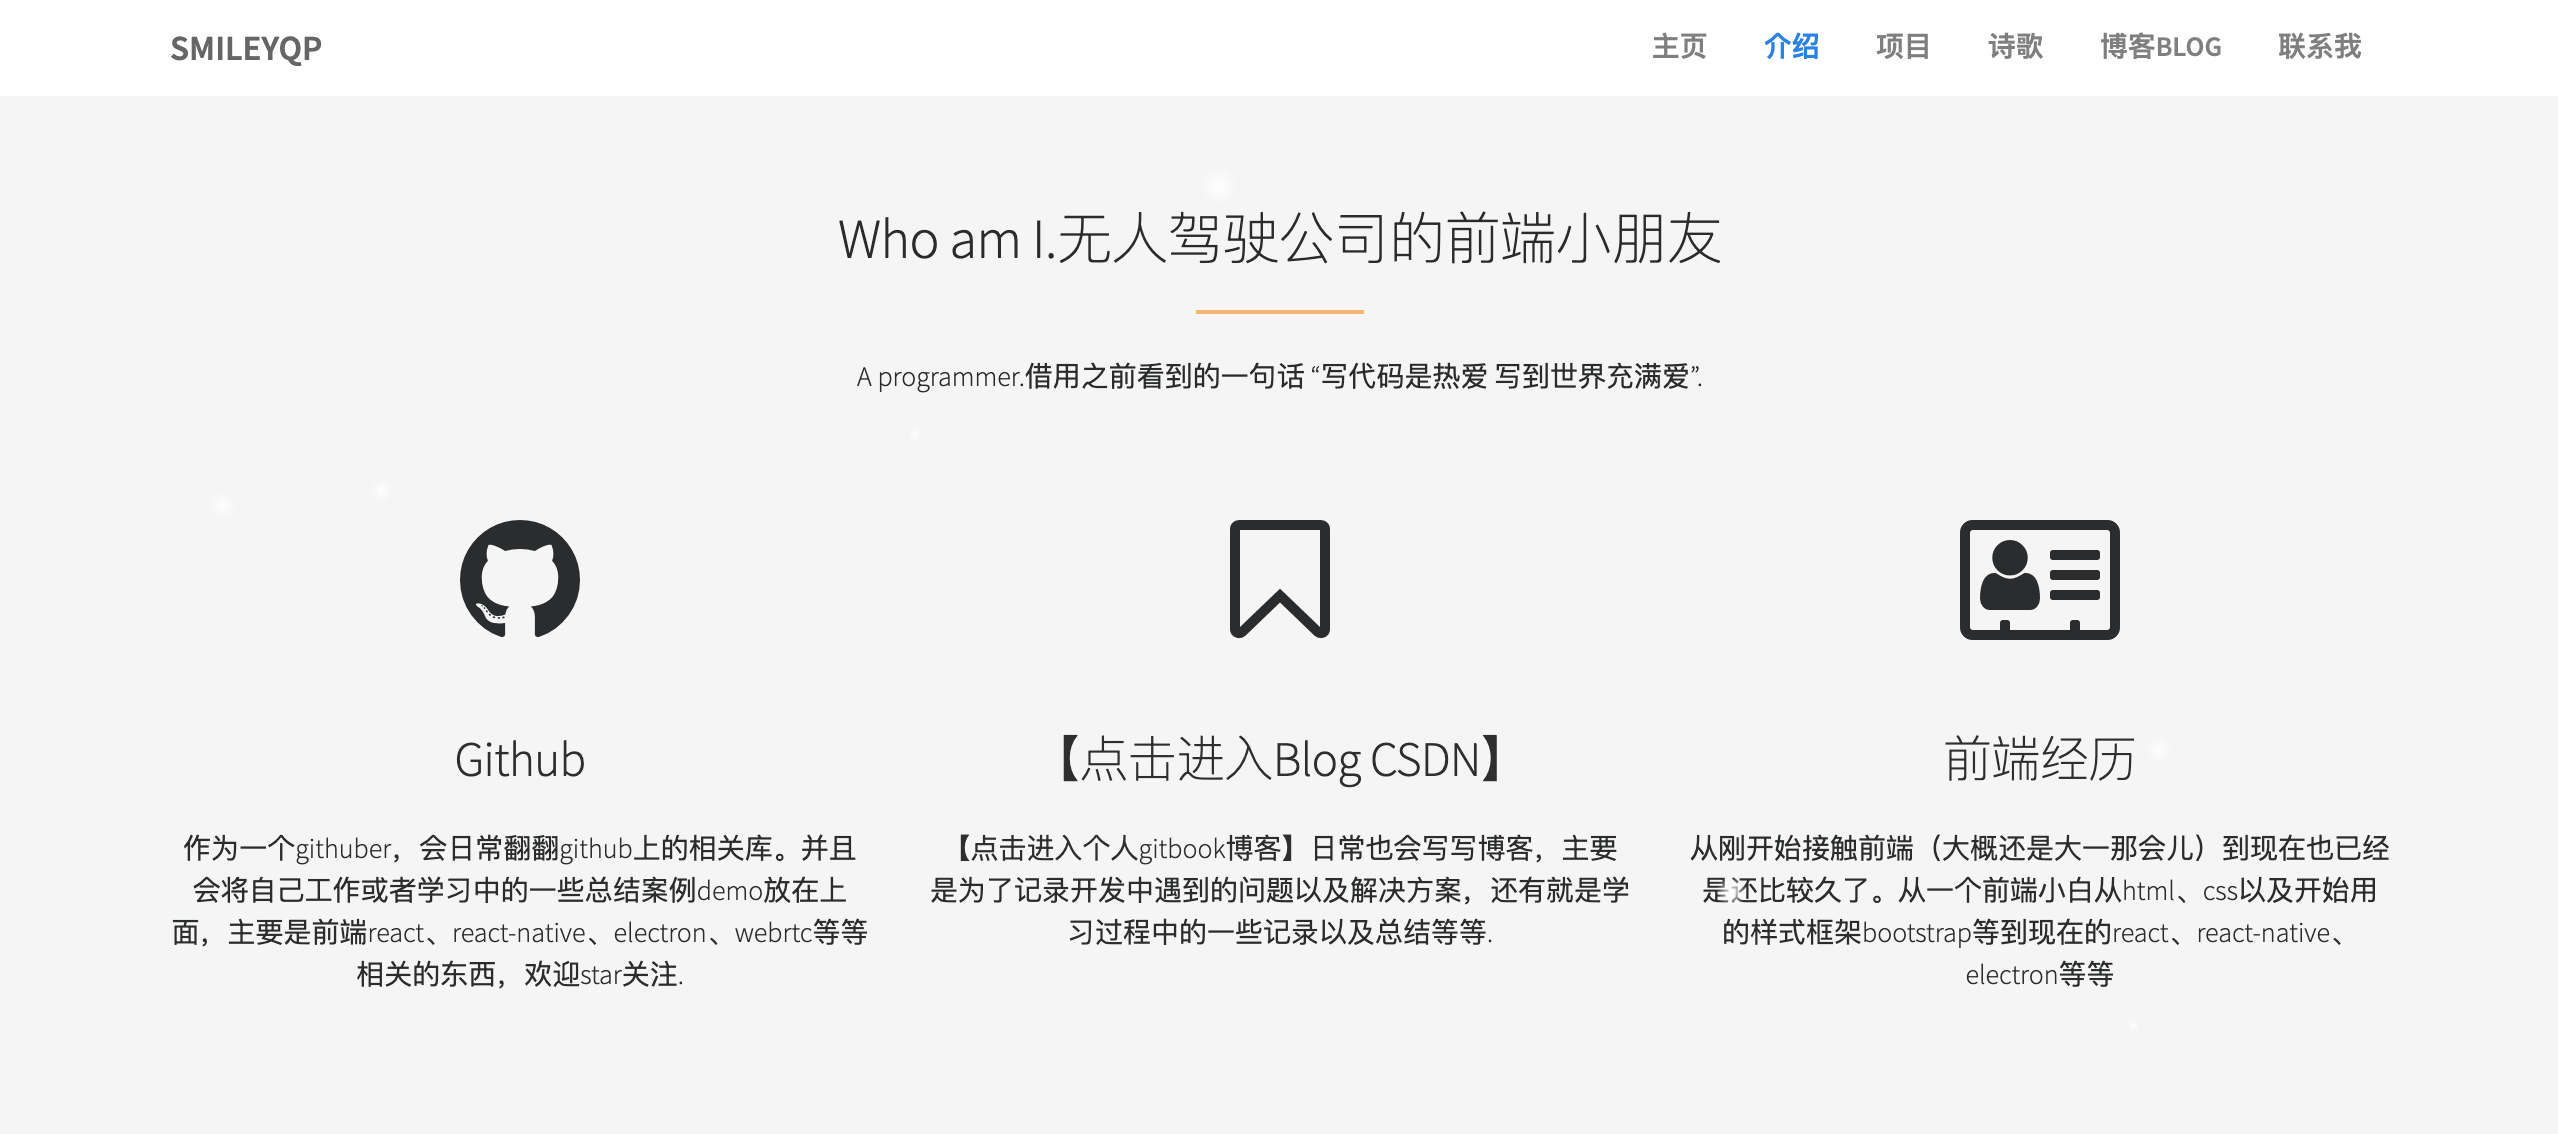 SMILEYQP
主页 介绍 项目 诗歌 博客BLOG 联系我
Who am I.无人驾驶公司的前端小朋友
A programmer.借用之前看到的一句话 “写代码是热爱 写到世界充满爱”.
Github
作为一个githuber，会日常翻翻github上的相关库。并且
会将自己工作或者学习中的一些总结案例demo放在上
面，主要是前端react、react-native、electron、webrtc等等
相关的东西，欢迎star关注.
【点击进入Blog CSDN】
【点击进入个人gitbook博客】日常也会写写博客，主要
是为了记录开发中遇到的问题以及解决方案，还有就是学
习过程中的一些记录以及总结等等.
前端经历
从刚开始接触前端（大概还是大一那会儿）到现在也已经
是还比较久了。从一个前端小白从html、css以及开始用
的样式框架bootstrap等到现在的react、react-native、
electron等等